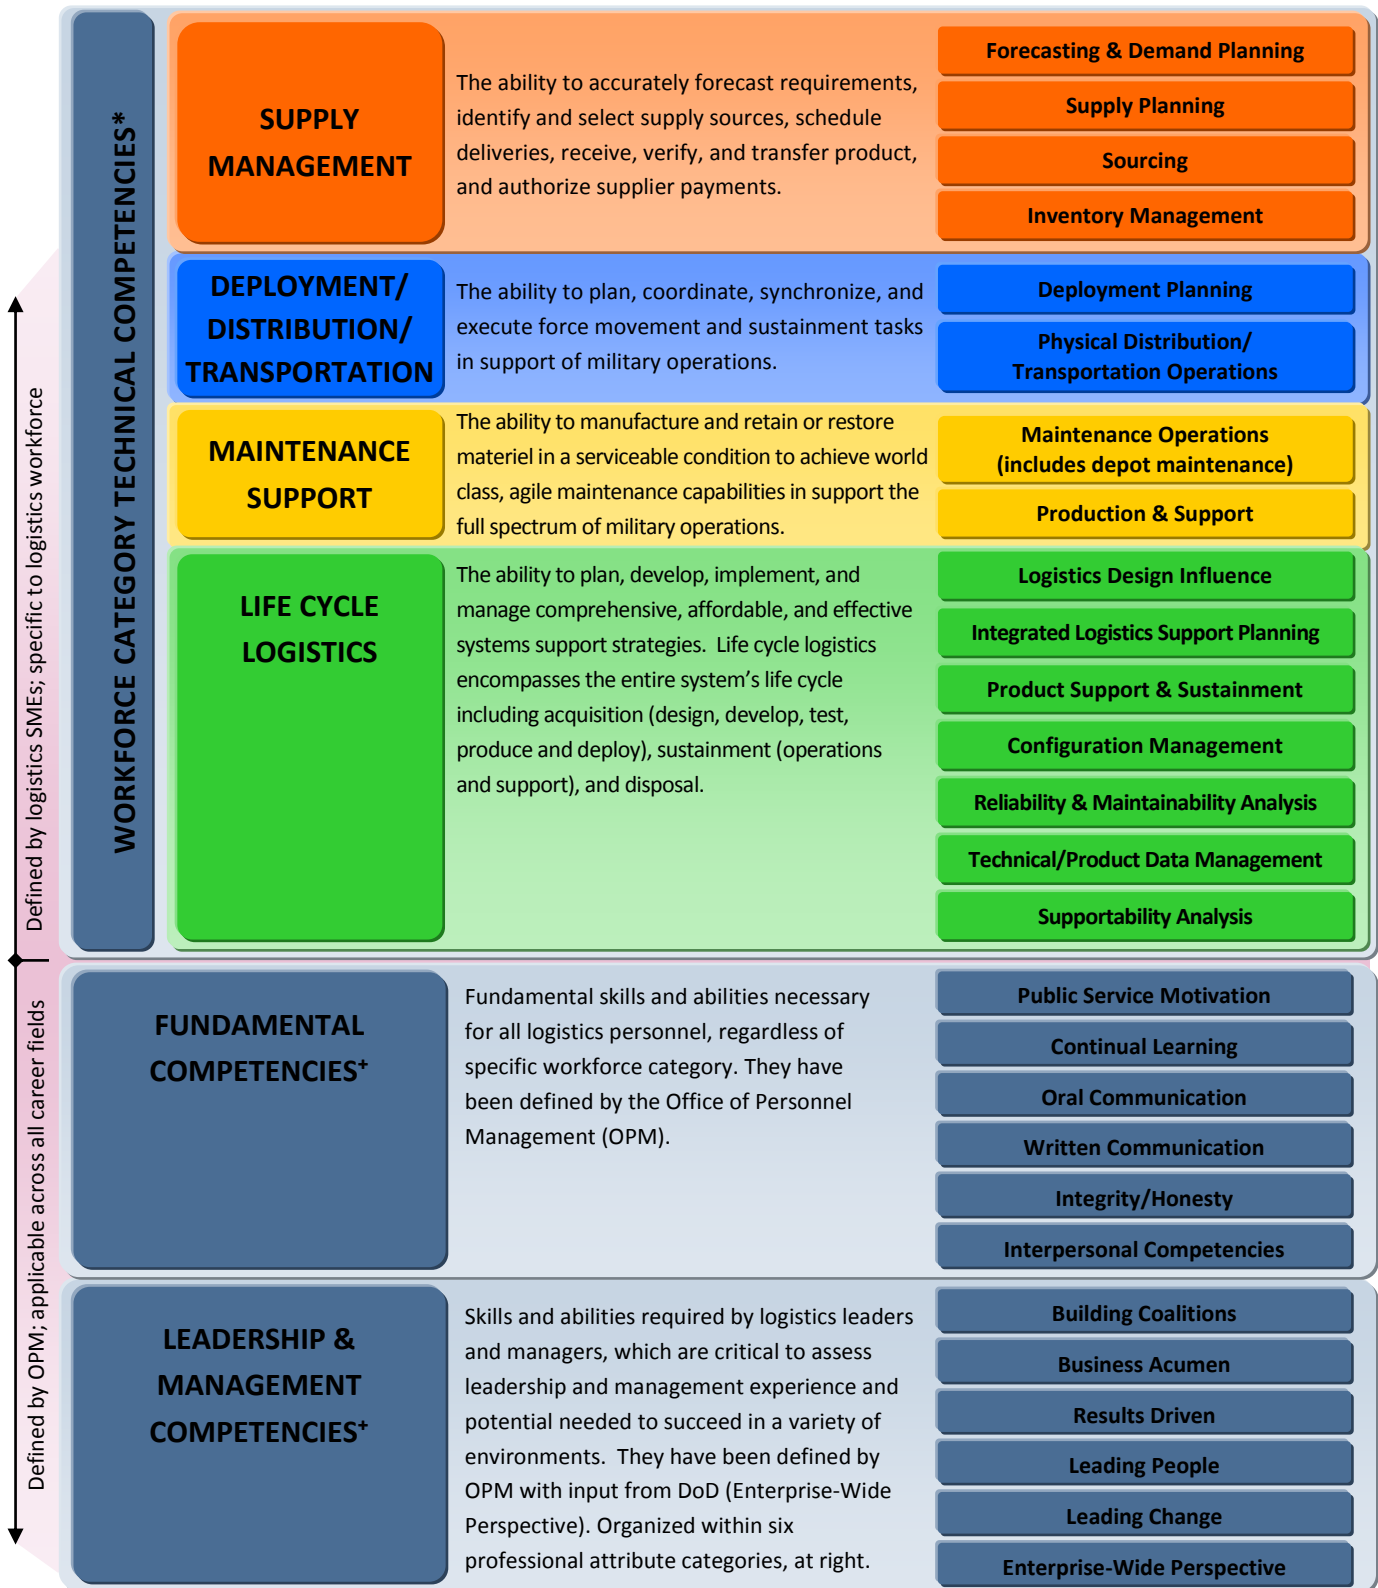 WORKFORCE CATEGORY TECHNICAL COMPETENCIES*
Defined by logistics SMEs; specific to logistics workforce
SUPPLY
MANAGEMENT
The ability to accurately forecast requirements,
identify and select supply sources, schedule
deliveries, receive, verify, and transfer product,
and authorize supplier payments.
Forecasting & Demand Planning
Supply Planning
Sourcing
Inventory Management
DEPLOYMENT/
DISTRIBUTION/
TRANSPORTATION
The ability to plan, coordinate, synchronize, and
execute force movement and sustainment tasks
in support of military operations.
Deployment Planning
Physical Distribution/
Transportation Operations
MAINTENANCE
SUPPORT
The ability to manufacture and retain or restore
materiel in a serviceable condition to achieve world
class, agile maintenance capabilities in support the
full spectrum of military operations.
Maintenance Operations
(includes depot maintenance)
Production & Support
LIFE CYCLE
LOGISTICS
The ability to plan, develop, implement, and
manage comprehensive, affordable, and effective
systems support strategies.  Life cycle logistics
encompasses the entire system’s life cycle
including acquisition (design, develop, test,
produce and deploy), sustainment (operations
and support), and disposal.
Logistics Design Influence
Integrated Logistics Support Planning
Product Support & Sustainment
Configuration Management
Reliability & Maintainability Analysis
Technical/Product Data Management
Supportability Analysis
Defined by OPM; applicable across all career fields
FUNDAMENTAL
COMPETENCIES⁺
Fundamental skills and abilities necessary
for all logistics personnel, regardless of
specific workforce category. They have
been defined by the Office of Personnel
Management (OPM).
Public Service Motivation
Continual Learning
Oral Communication
Written Communication
Integrity/Honesty
Interpersonal Competencies
LEADERSHIP &
MANAGEMENT
COMPETENCIES⁺
Skills and abilities required by logistics leaders
and managers, which are critical to assess
leadership and management experience and
potential needed to succeed in a variety of
environments.  They have been defined by
OPM with input from DoD (Enterprise-Wide
Perspective). Organized within six
professional attribute categories, at right.
Building Coalitions
Business Acumen
Results Driven
Leading People
Leading Change
Enterprise-Wide Perspective